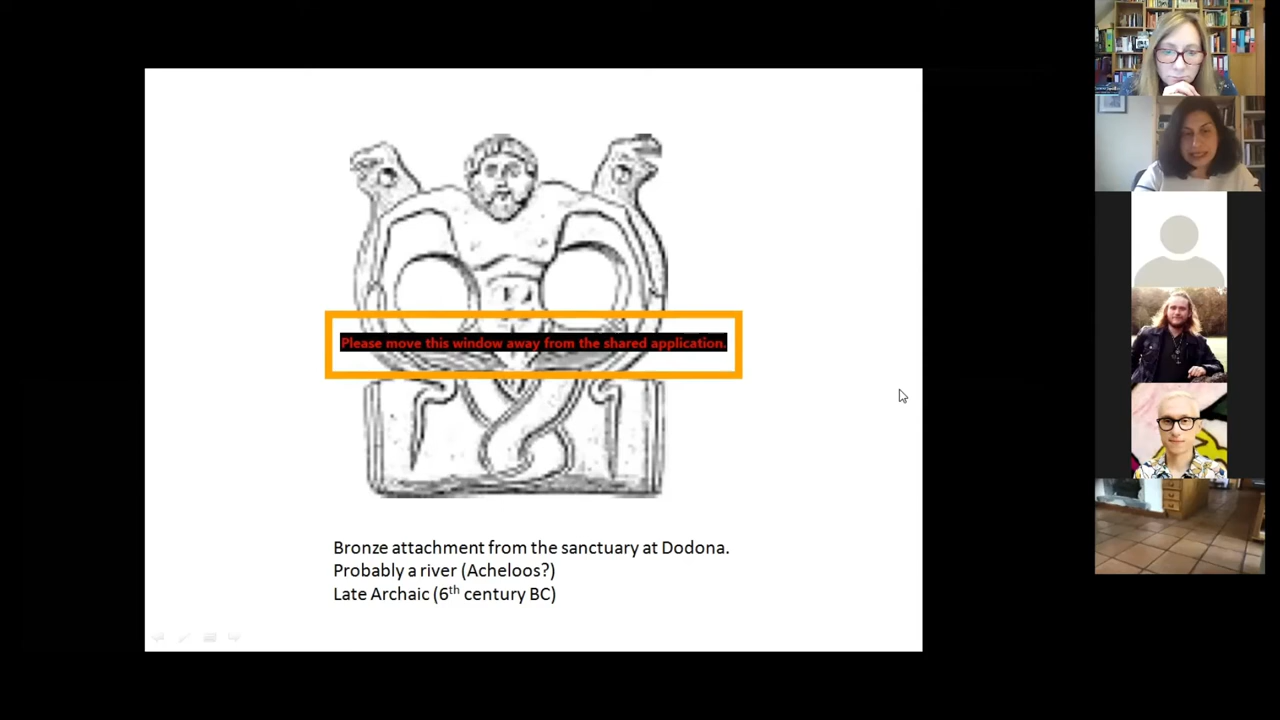 Please move this window away from the shared application.
Bronze attachment from the sanctuary at Dodona.
Probably a river (Acheloos?)
Late Archaic (6th century BC)